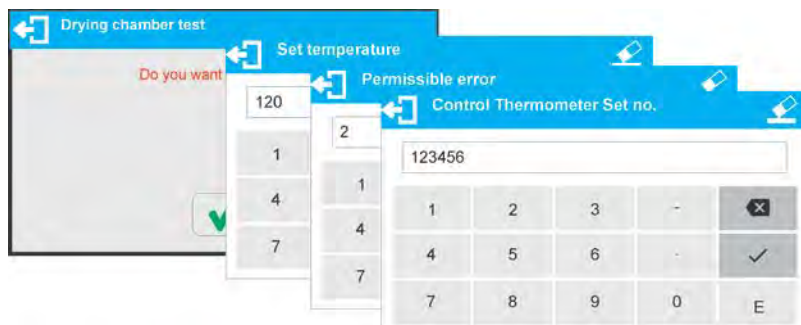 Drying chamber test
Do you want
Set temperature
120
1
4
7
Permissible error
2
1
4
7
Control Thermometer Set no.
123456
1 2 3 -
4 5 6 .
7 8 9 0 E